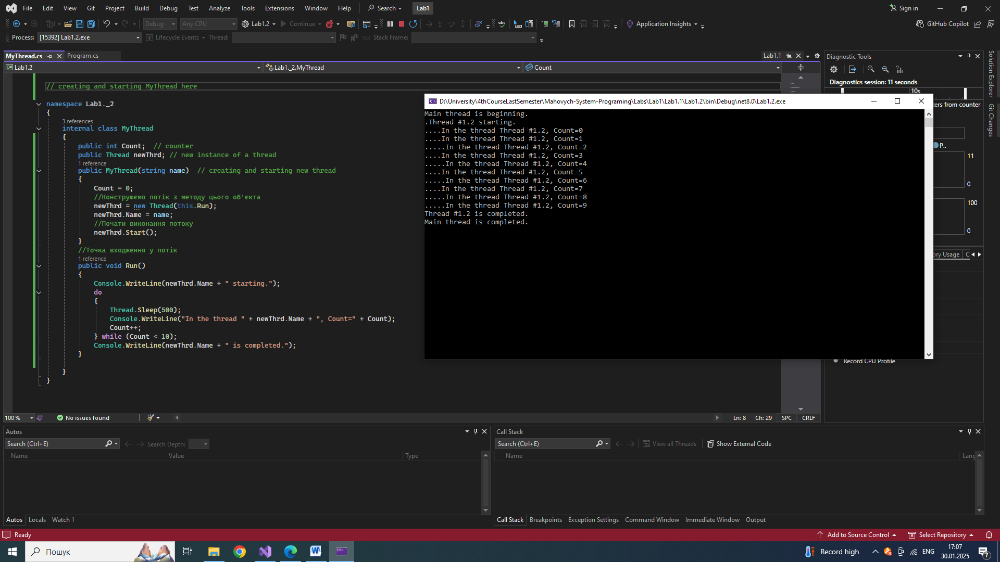 File Edit View Git Project Build Debug Test Analyze Tools Extensions Window Help Search Lab1 Sign in
Debug Any CPU Lab1.2 Continue Application Insights GitHub Copilot
Process: [15392] Lab1.2.exe Lifecycle Events Thread: Stack Frame:
MyThread.cs Program.cs Lab1.1
Lab1.2 Lab1._2.MyThread Count
// creating and starting MyThread here
namespace Lab1._2
{
3 references
internal class MyThread
{
public int Count; // counter
public Thread newThrd; // new instance of a thread
1 reference
public MyThread(string name) // creating and starting new thread
{
Count = 0;
//Конструюємо потік з методу цього об'єкта
newThrd = new Thread(this.Run);
newThrd.Name = name;
//Почати виконання потоку
newThrd.Start();
}
//Точка входження у потік
1 reference
public void Run()
{
Console.WriteLine(newThrd.Name + " starting.");
do
{
Thread.Sleep(500);
Console.WriteLine("In the thread " + newThrd.Name + ", Count=" + Count);
Count++;
} while (Count < 10);
Console.WriteLine(newThrd.Name + " is completed.");
}
}
}
100 % No issues found Ln: 8 Ch: 29 SPC CRLF
D:\University\4thCourseLastSemester\Mahovych-System-Programing\Labs\Lab1\Lab1.1\Lab1.2\bin\Debug\net8.0\Lab1.2.exe
Main thread is beginning.
.Thread #1.2 starting.
....In the thread Thread #1.2, Count=0
....In the thread Thread #1.2, Count=1
.....In the thread Thread #1.2, Count=2
....In the thread Thread #1.2, Count=3
.....In the thread Thread #1.2, Count=4
....In the thread Thread #1.2, Count=5
.....In the thread Thread #1.2, Count=6
....In the thread Thread #1.2, Count=7
.....In the thread Thread #1.2, Count=8
.....In the thread Thread #1.2, Count=9
Thread #1.2 is completed.
Main thread is completed.
Diagnostic Tools
Diagnostics session: 11 seconds
10s
ters from counter
P..
11
0
100
0
ory Usage C
Record CPU Profile
Solution Explorer
Git Changes
Autos
Search (Ctrl+E) Search Depth:
Name Value Type
Autos Locals Watch 1
Call Stack
Search (Ctrl+E) View all Threads Show External Code
Name Lang
Call Stack Breakpoints Exception Settings Command Window Immediate Window Output
Ready Add to Source Control Select Repository
Пошук Record high ENG 17:07
30.01.2025
7